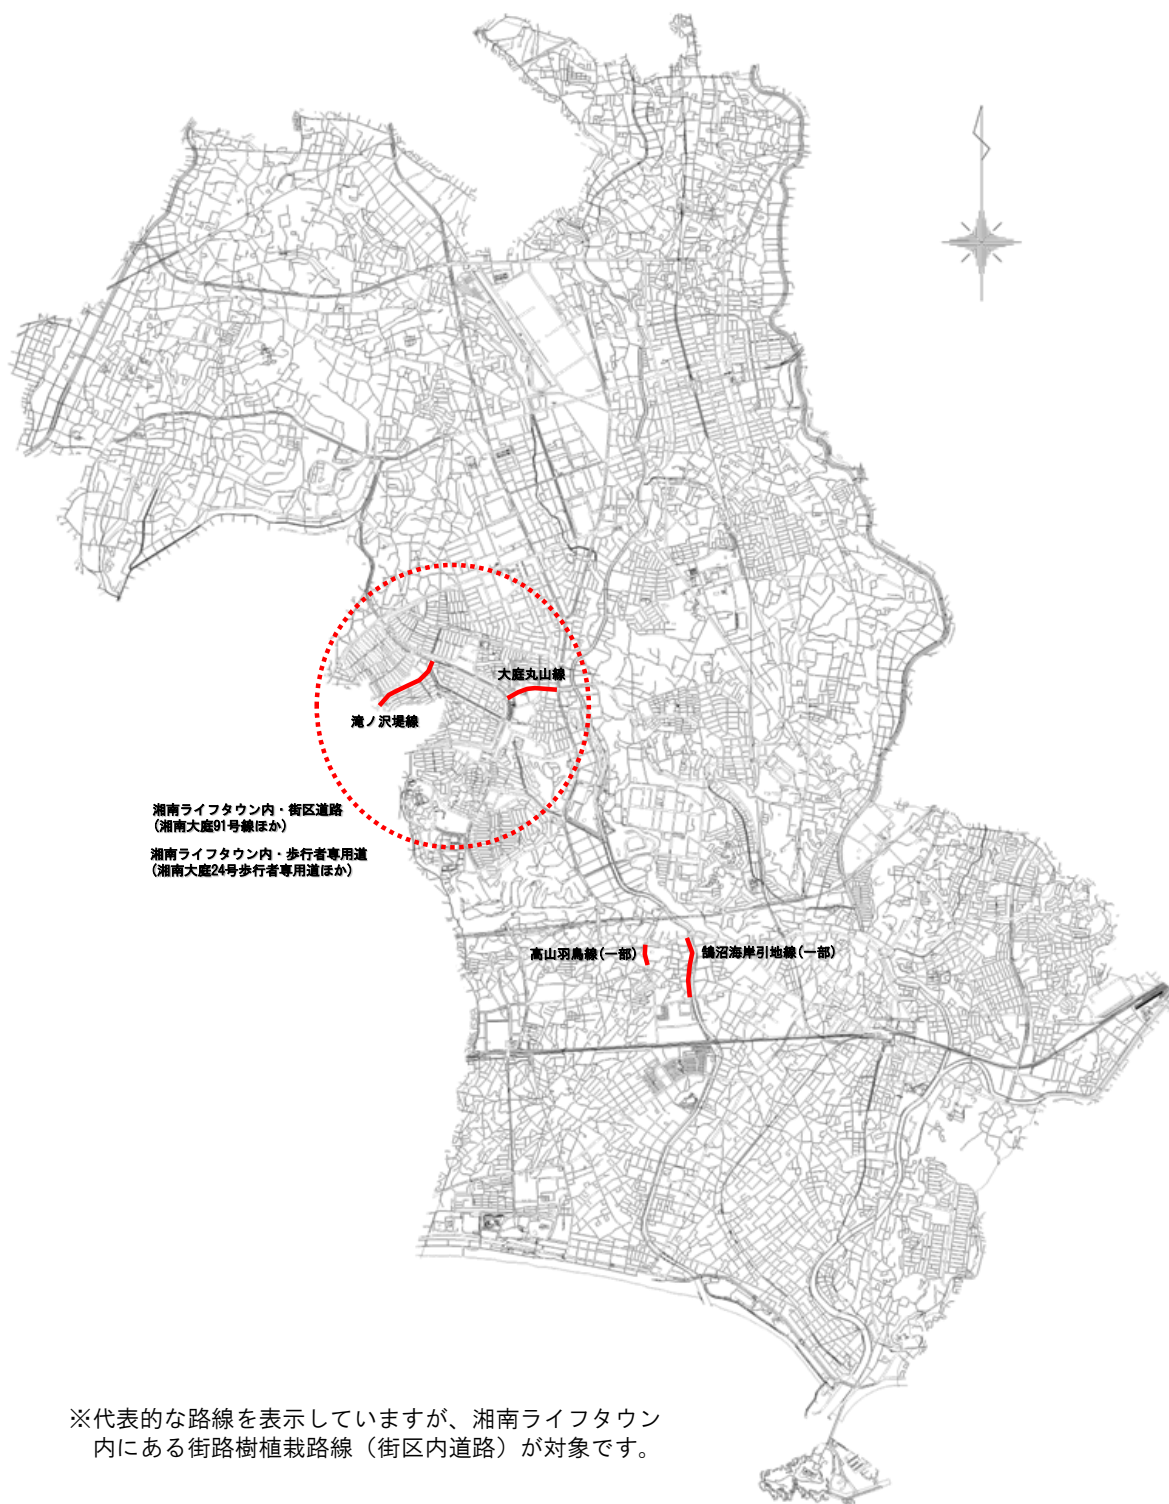 大庭丸山線
滝ノ沢堤線
湘南ライフタウン内・街区道路
(湘南大庭91号線ほか)
湘南ライフタウン内・歩行者専用道
(湘南大庭24号歩行者専用道ほか)
高山羽鳥線(一部)
鵠沼海岸引地線(一部)
※代表的な路線を表示していますが、湘南ライフタウン
内にある街路樹植栽路線（街区内道路）が対象です。